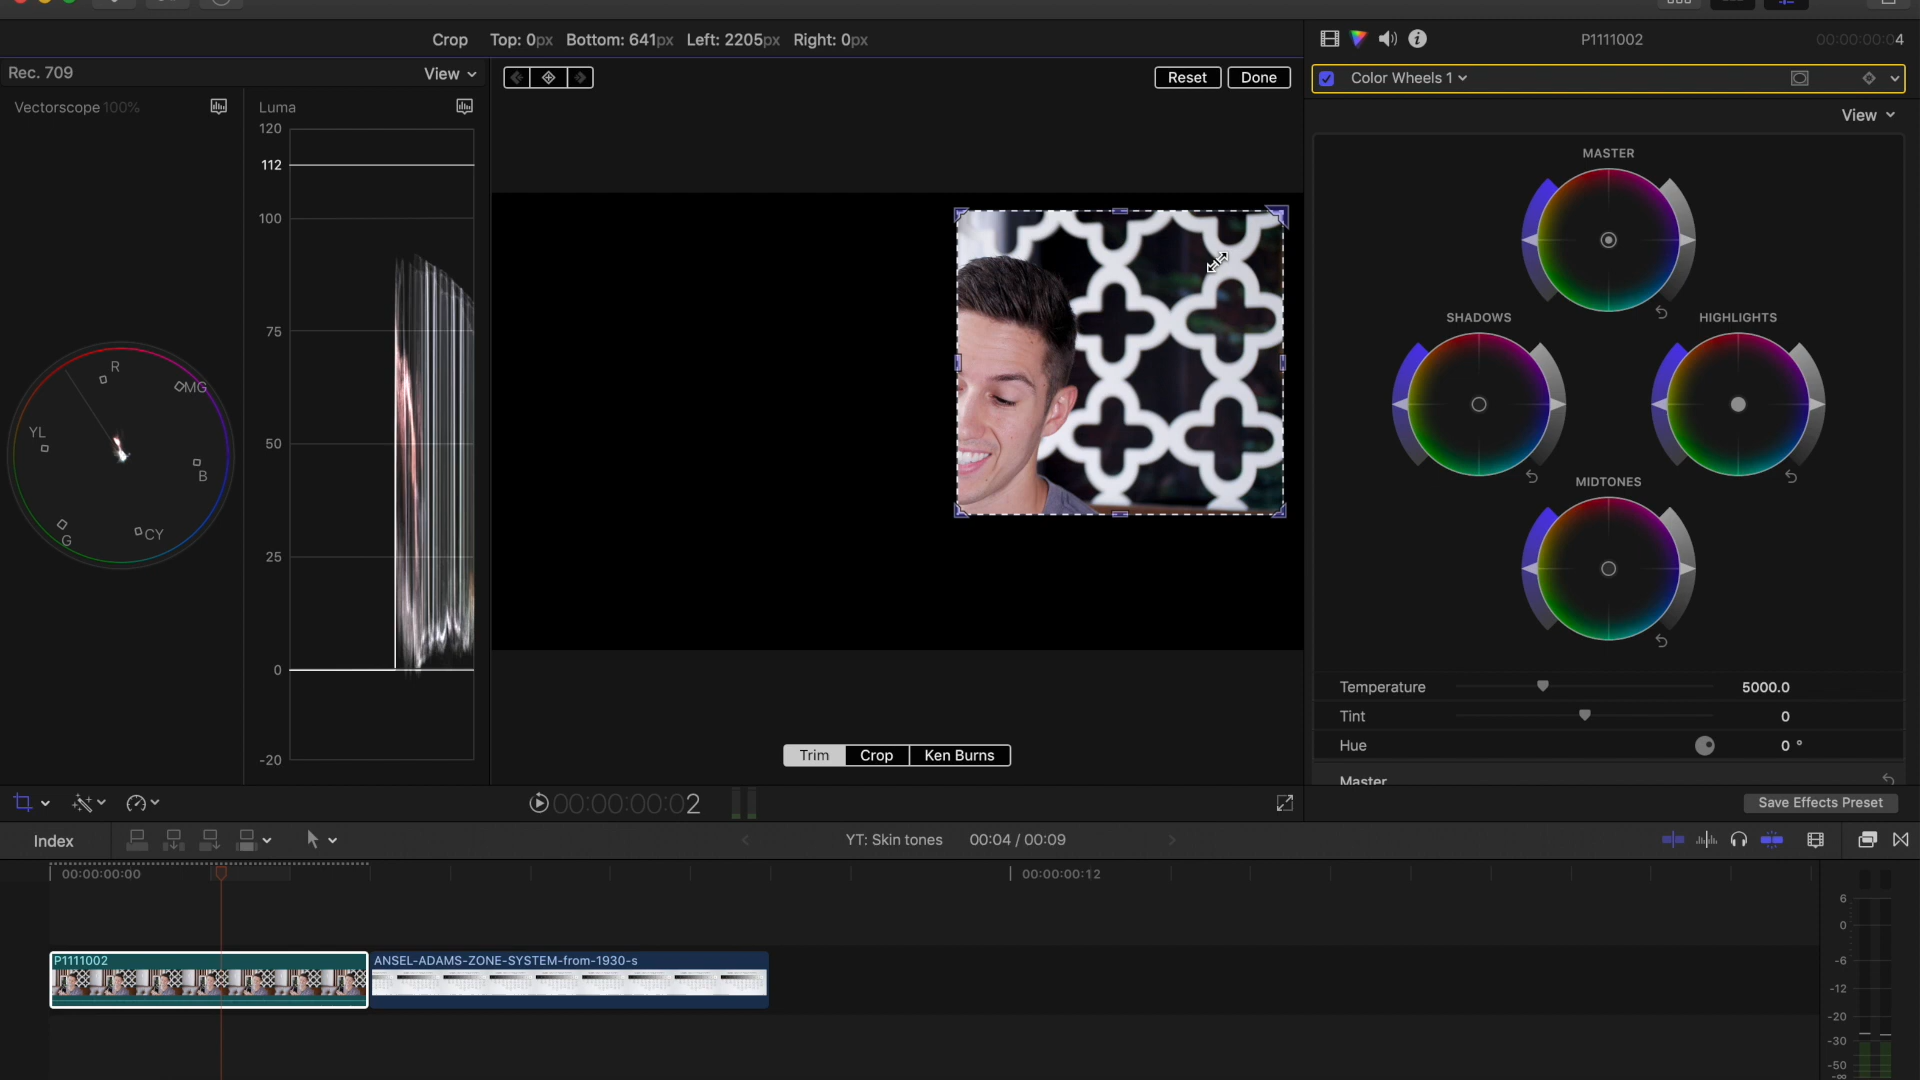 Crop Top: 0px Bottom: 641px Left: 2205px Right: 0px
P1111002
00:00:00:04
Rec. 709
View
Reset
Done
Color Wheels 1
Vectorscope 100%
Luma
View
120
112
100
75
50
25
0
-20
R
MG
YL
B
G
CY
MASTER
SHADOWS
HIGHLIGHTS
MIDTONES
Temperature
5000.0
Tint
0
Hue
0 °
Master
Trim
Crop
Ken Burns
00:00:00:02
Save Effects Preset
Index
YT: Skin tones
00:04 / 00:09
00:00:00:00
00:00:00:12
P1111002
ANSEL-ADAMS-ZONE-SYSTEM-from-1930-s
6
0
-6
-12
-20
-30
-50
-∞